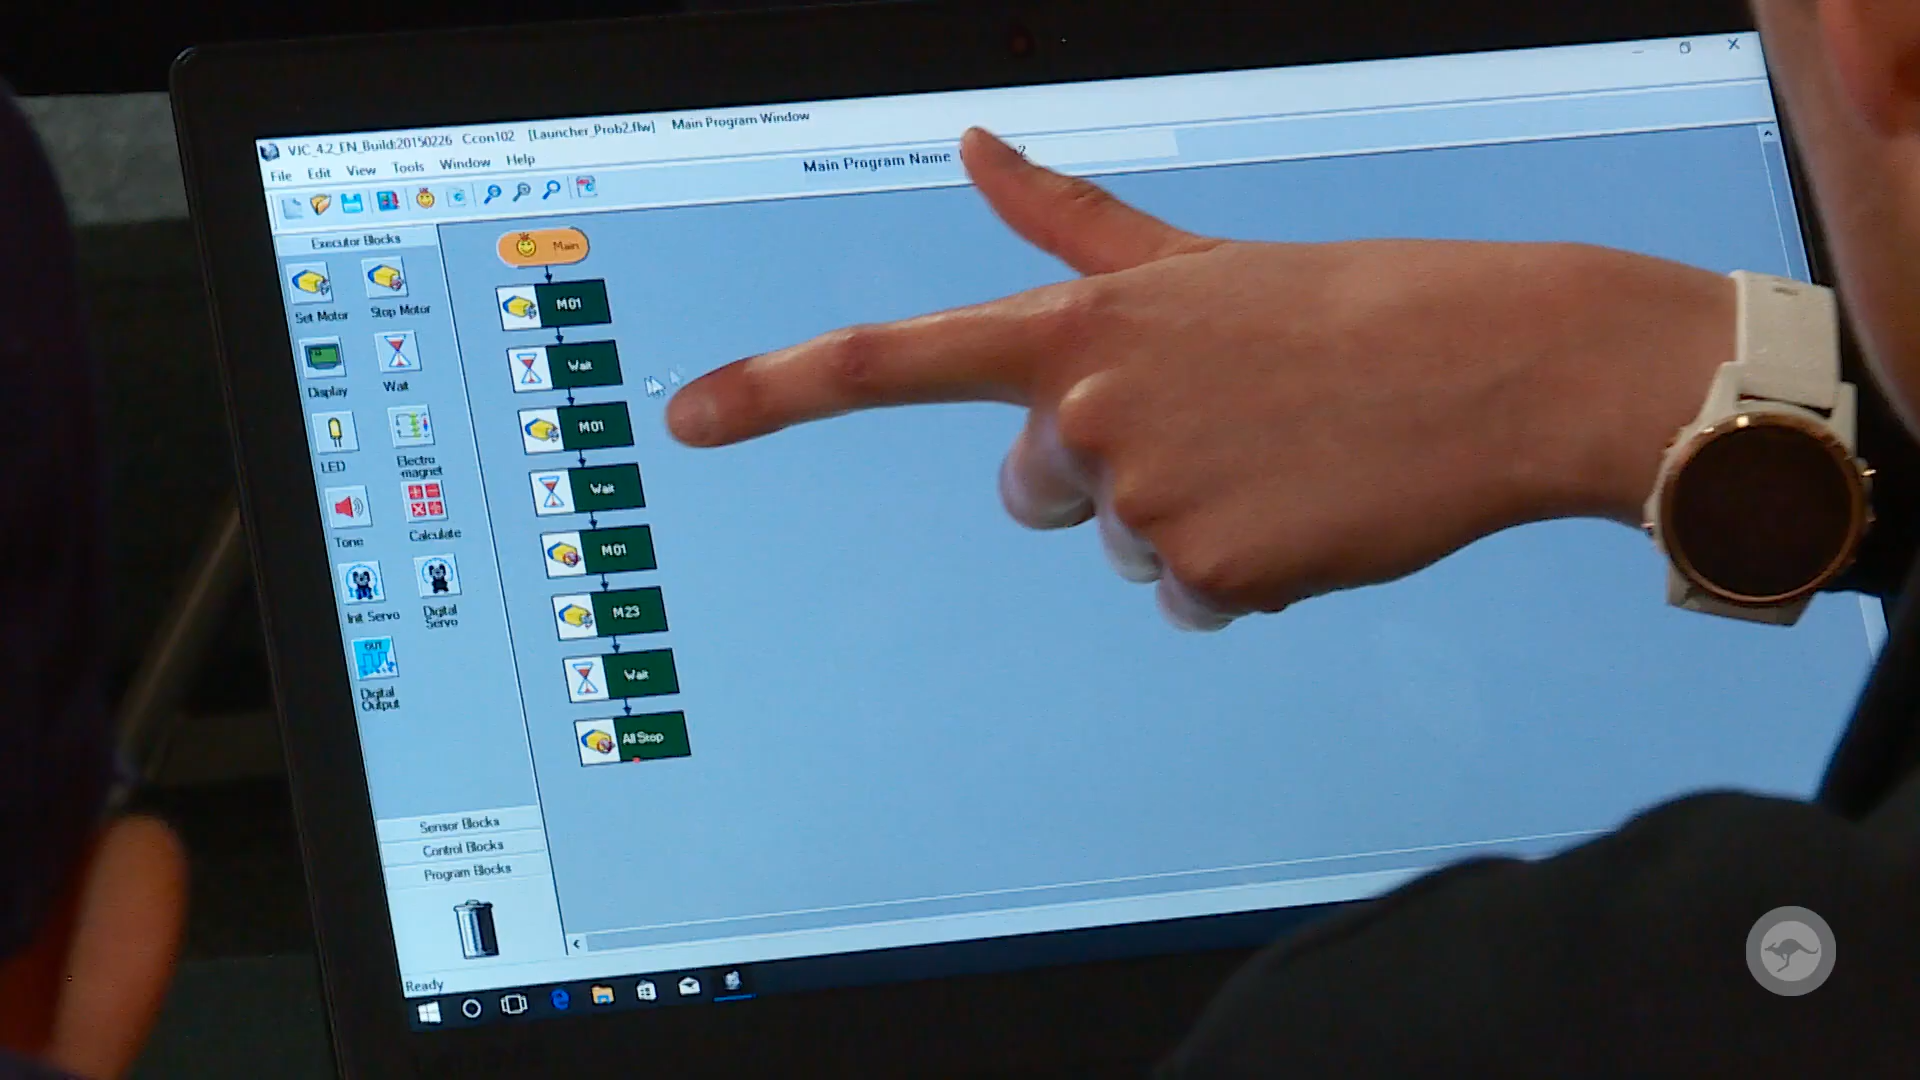 VJC_4.2_EN_Build:20150226 Ccon102 [Launcher_Prob2.flw] Main Program Window
File Edit View Tools Window Help
Main Program Name
Executor Blocks
Set Motor Stop Motor
Display Wait
LED Electro-magnet
Tone Calculate
Init Servo Digital Servo
Digital Output
Sensor Blocks
Control Blocks
Program Blocks
Main
M01
Wait
M01
Wait
M01
M23
Wait
All Stop
Ready